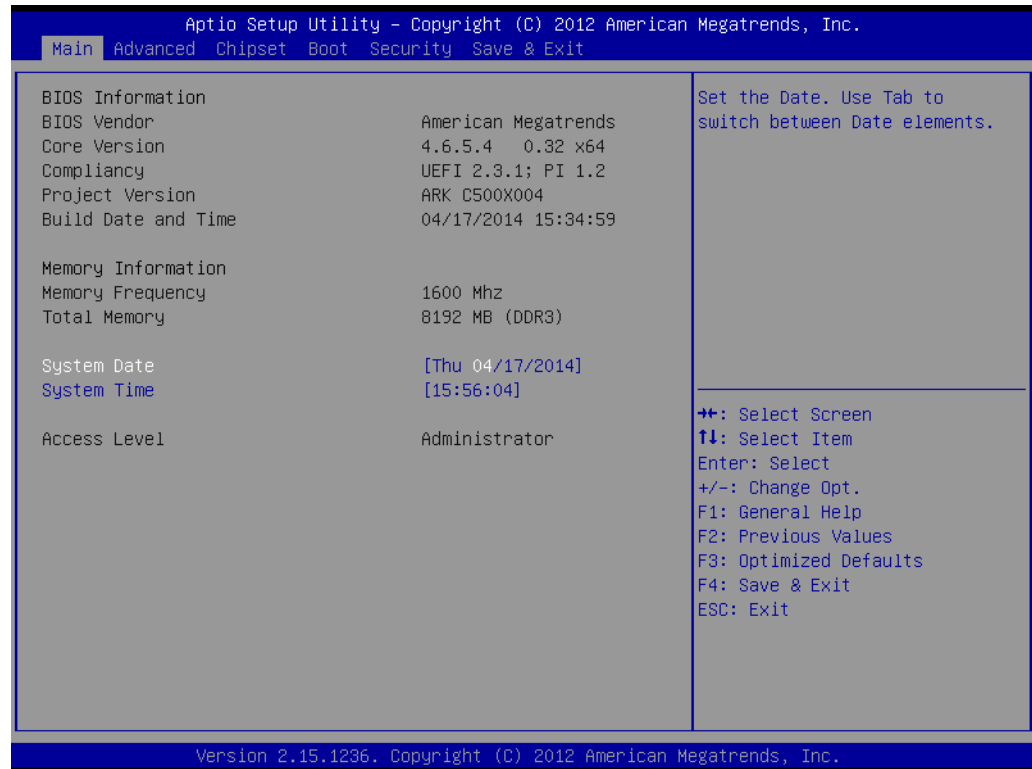 Aptio Setup Utility – Copyright (C) 2012 American Megatrends, Inc.
Main Advanced Chipset Boot Security Save & Exit
BIOS Information
BIOS Vendor American Megatrends
Core Version 4.6.5.4 0.32 x64
Compliancy UEFI 2.3.1; PI 1.2
Project Version ARK C500X004
Build Date and Time 04/17/2014 15:34:59
Memory Information
Memory Frequency 1600 Mhz
Total Memory 8192 MB (DDR3)
System Date [Thu 04/17/2014]
System Time [15:56:04]
Access Level Administrator
Set the Date. Use Tab to
switch between Date elements.
→←: Select Screen
↑↓: Select Item
Enter: Select
+/-: Change Opt.
F1: General Help
F2: Previous Values
F3: Optimized Defaults
F4: Save & Exit
ESC: Exit
Version 2.15.1236. Copyright (C) 2012 American Megatrends, Inc.